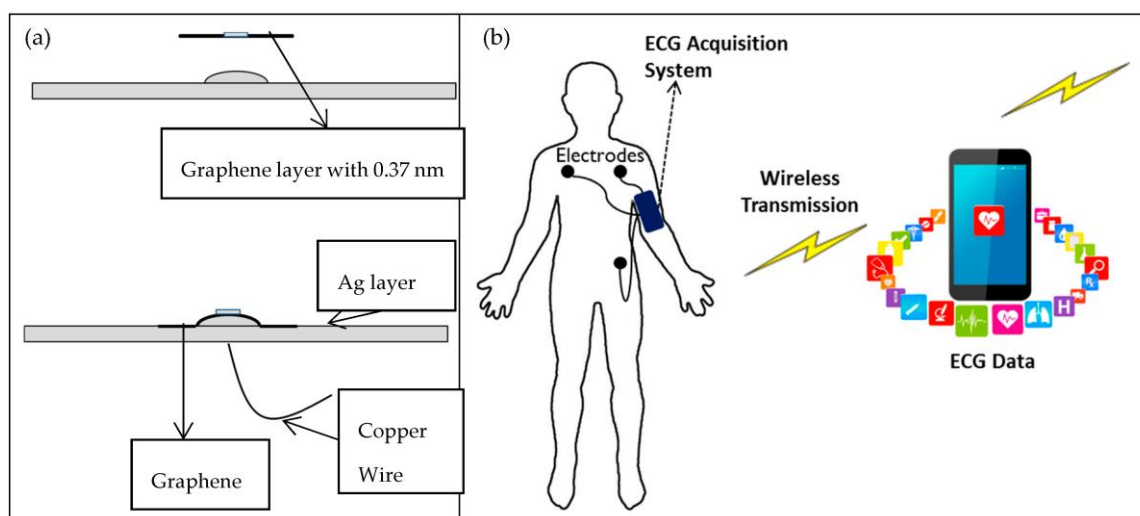 (a)
Graphene layer with 0.37 nm
Ag layer
Copper
Wire
Graphene
(b)
ECG Acquisition
System
Electrodes
Wireless
Transmission
H
Rx
ECG Data